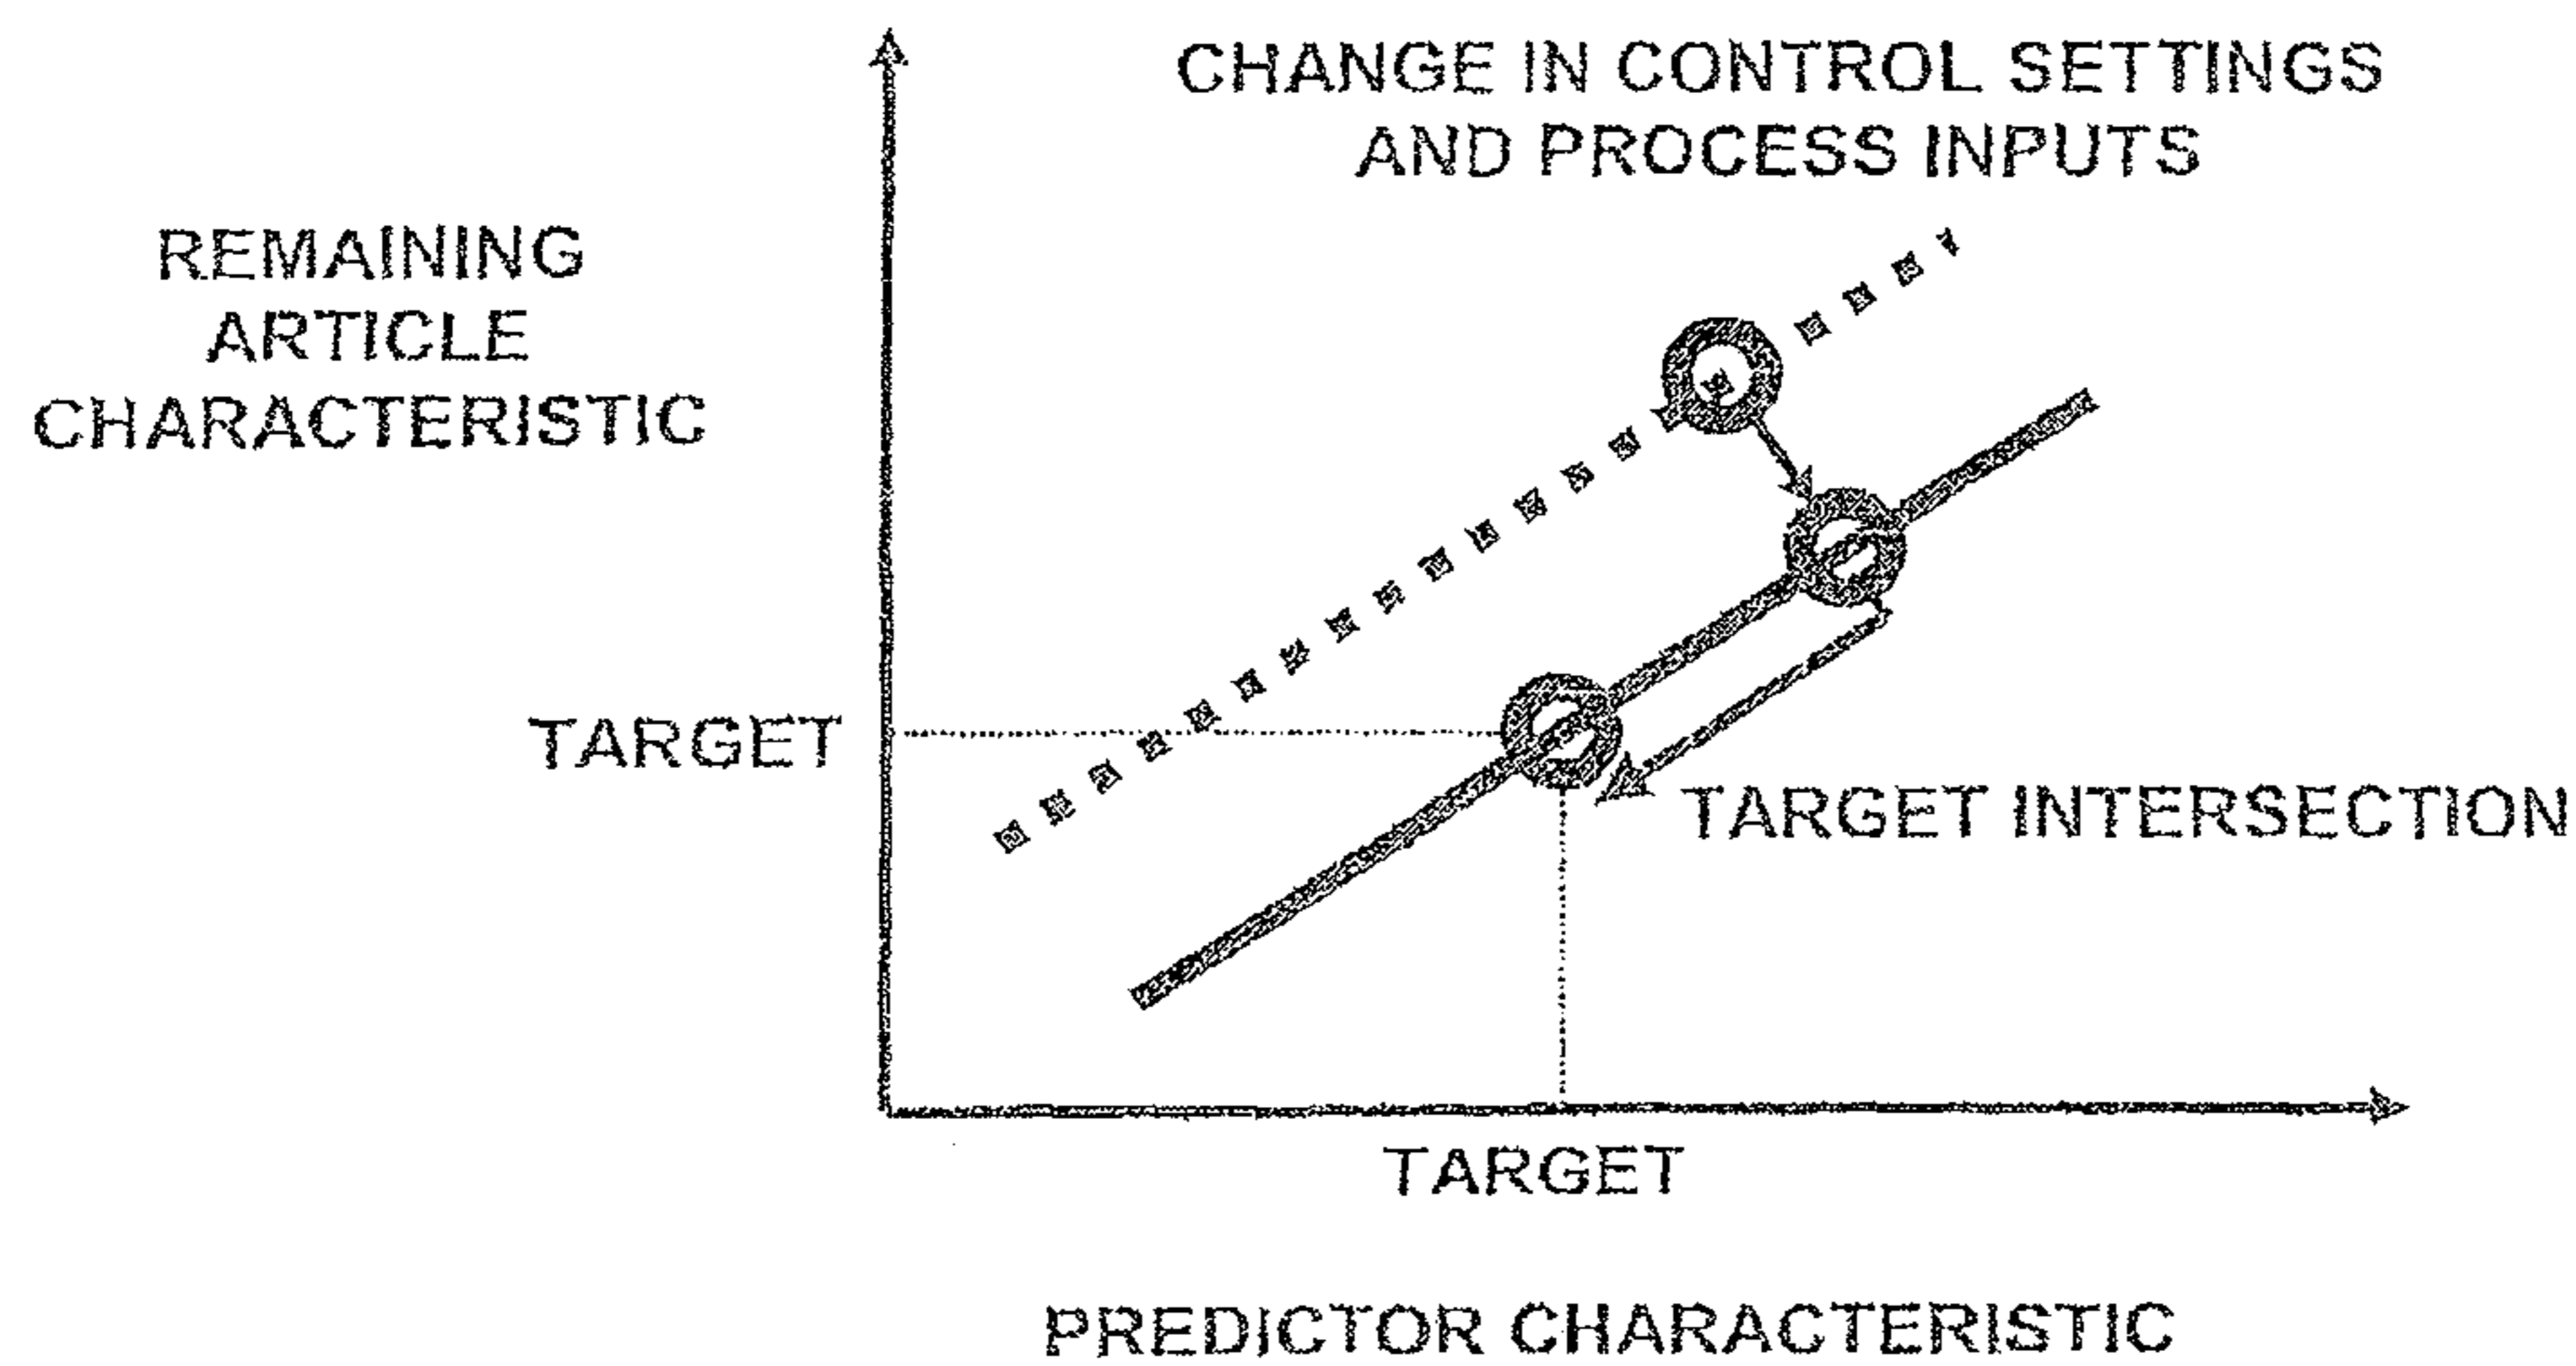 CHANGE IN CONTROL SETTINGS
AND PROCESS INPUTS
REMAINING
ARTICLE
CHARACTERISTIC
TARGET
TARGET INTERSECTION
TARGET
PREDICTOR CHARACTERISTIC